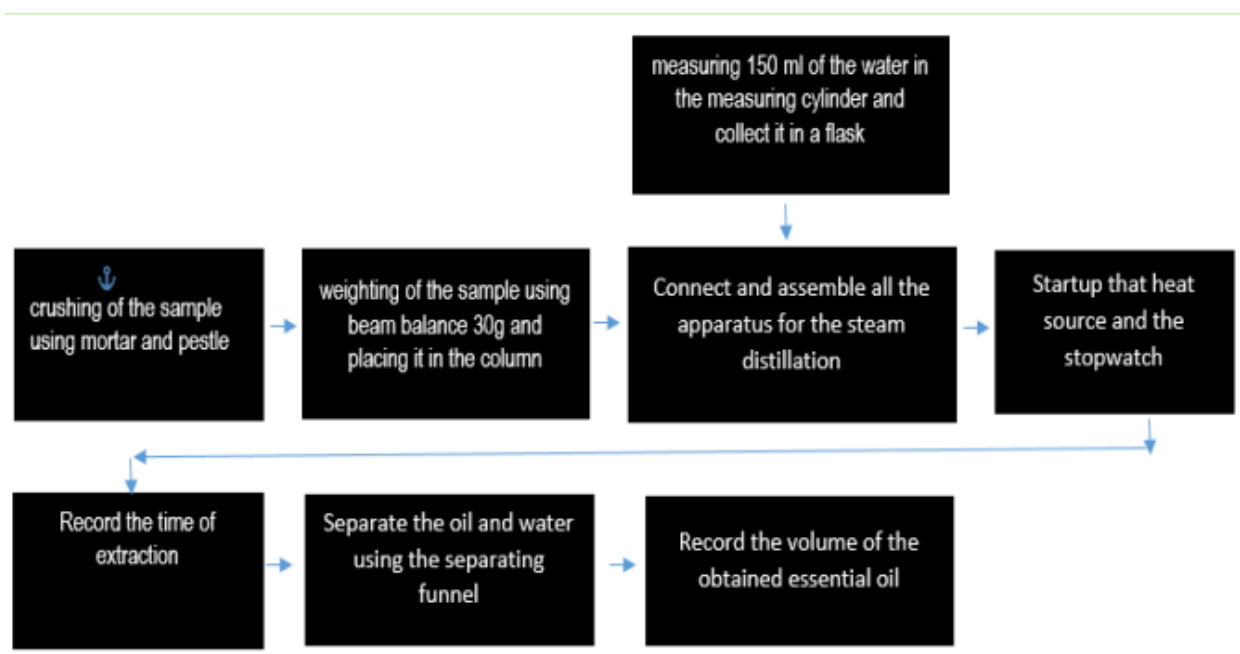 measuring 150 ml of the water in
the measuring cylinder and
collect it in a flask
crushing of the sample
using mortar and pestle
weighting of the sample using
beam balance 30g and
placing it in the column
Connect and assemble all the
apparatus for the steam
distillation
Startup that heat
source and the
stopwatch
Record the time of
extraction
Separate the oil and water
using the separating
funnel
Record the volume of the
obtained essential oil